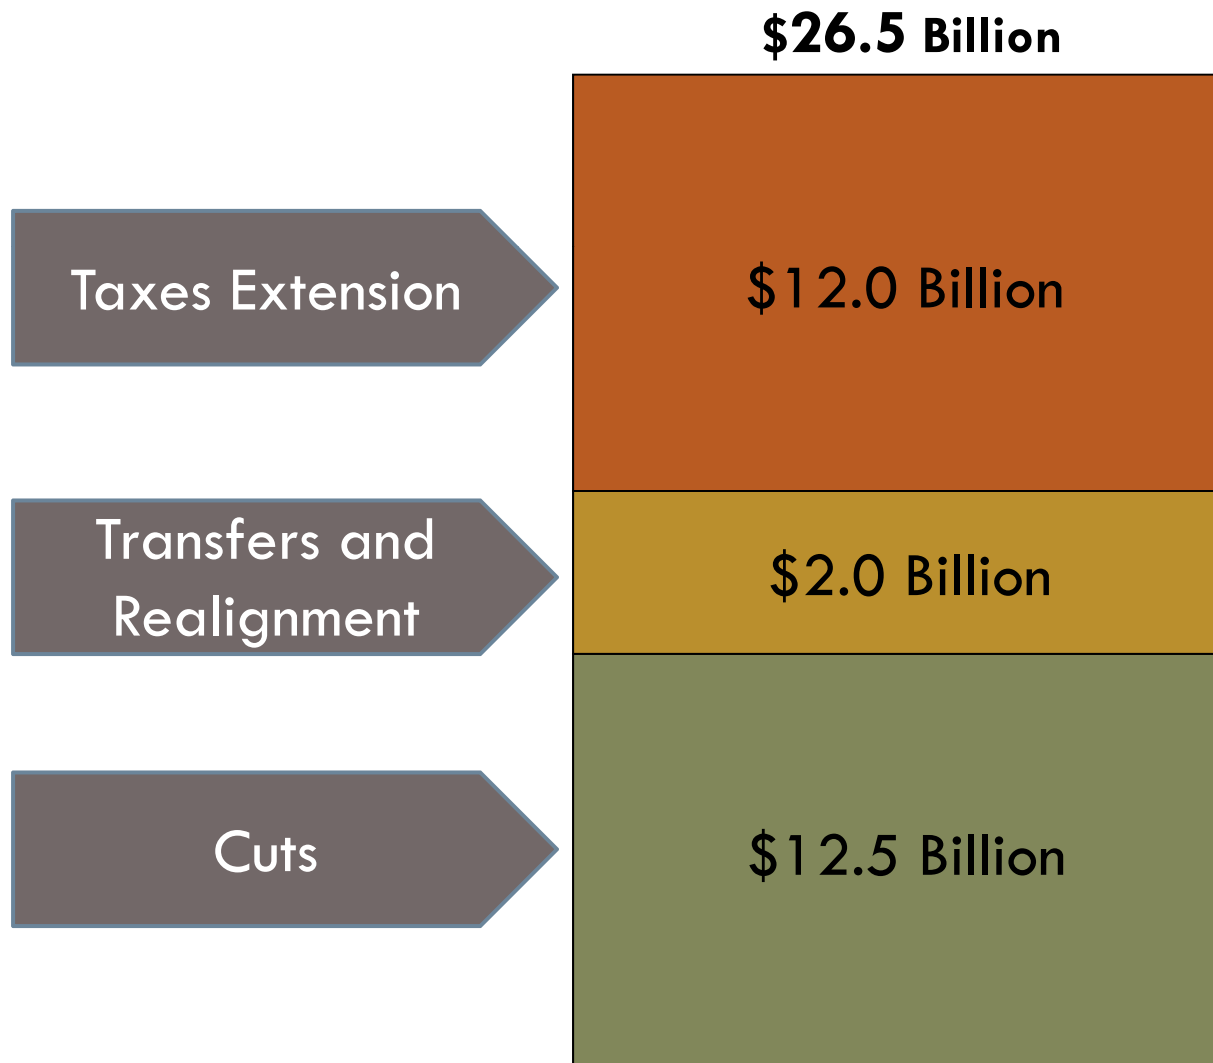 $26.5 Billion
Taxes Extension
$12.0 Billion
Transfers and
Realignment
$2.0 Billion
Cuts
$12.5 Billion